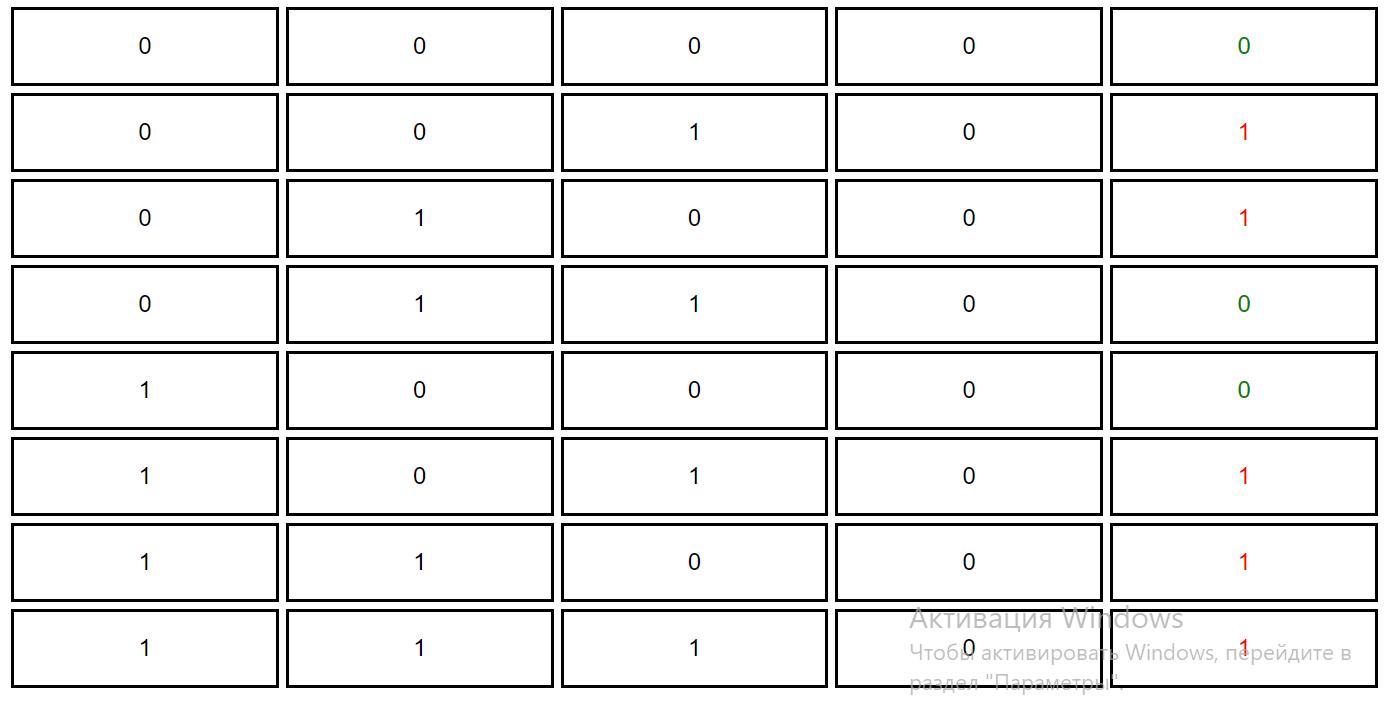 0 0 0 0 0
0 0 1 0 1
0 1 0 0 1
0 1 1 0 0
1 0 0 0 0
1 0 1 0 1
1 1 0 0 1
1 1 1 0 1
Активация Windows
Чтобы активировать Windows, перейдите в
раздел "Параметры".